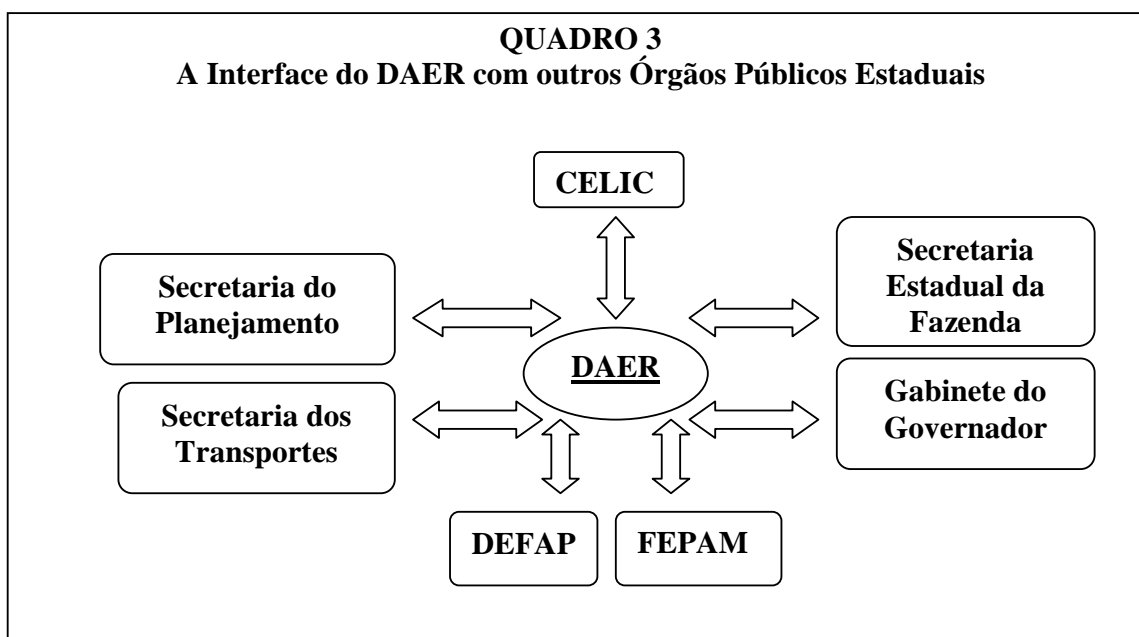 QUADRO 3
A Interface do DAER com outros Órgãos Públicos Estaduais
CELIC
Secretaria do
Planejamento
Secretaria
Estadual da
Fazenda
DAER
Secretaria dos
Transportes
Gabinete do
Governador
DEFAP
FEPAM